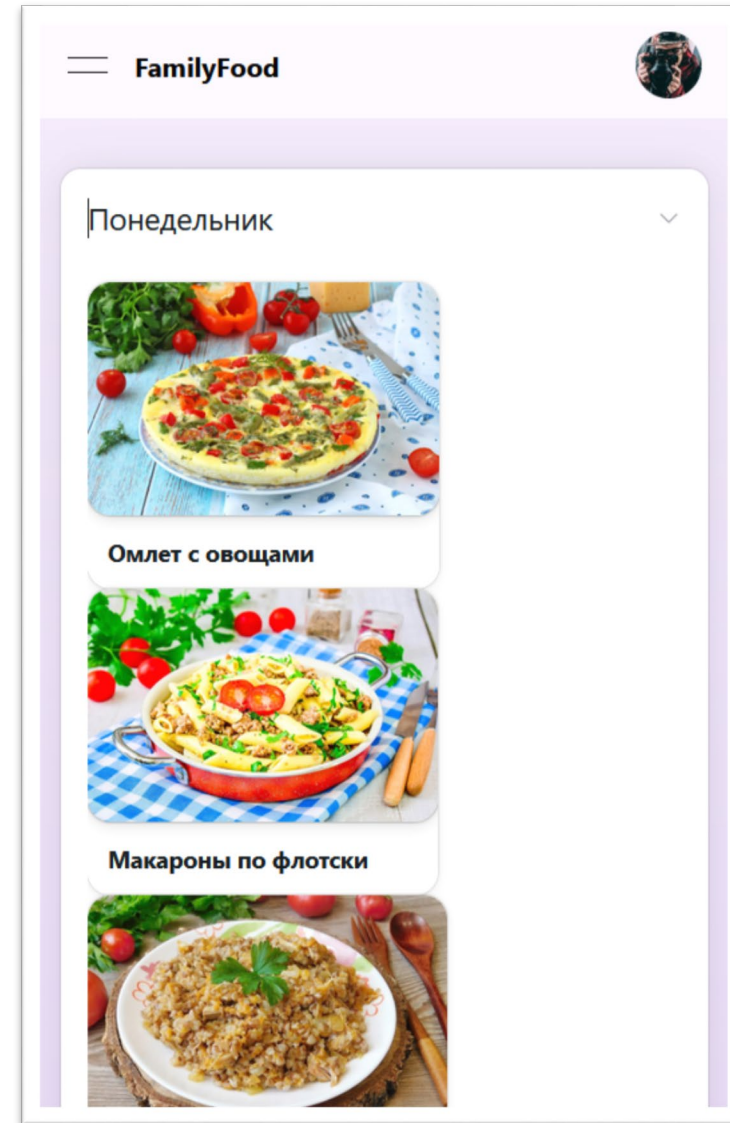 FamilyFood
Понедельник
Омлет с овощами
Макароны по флотски